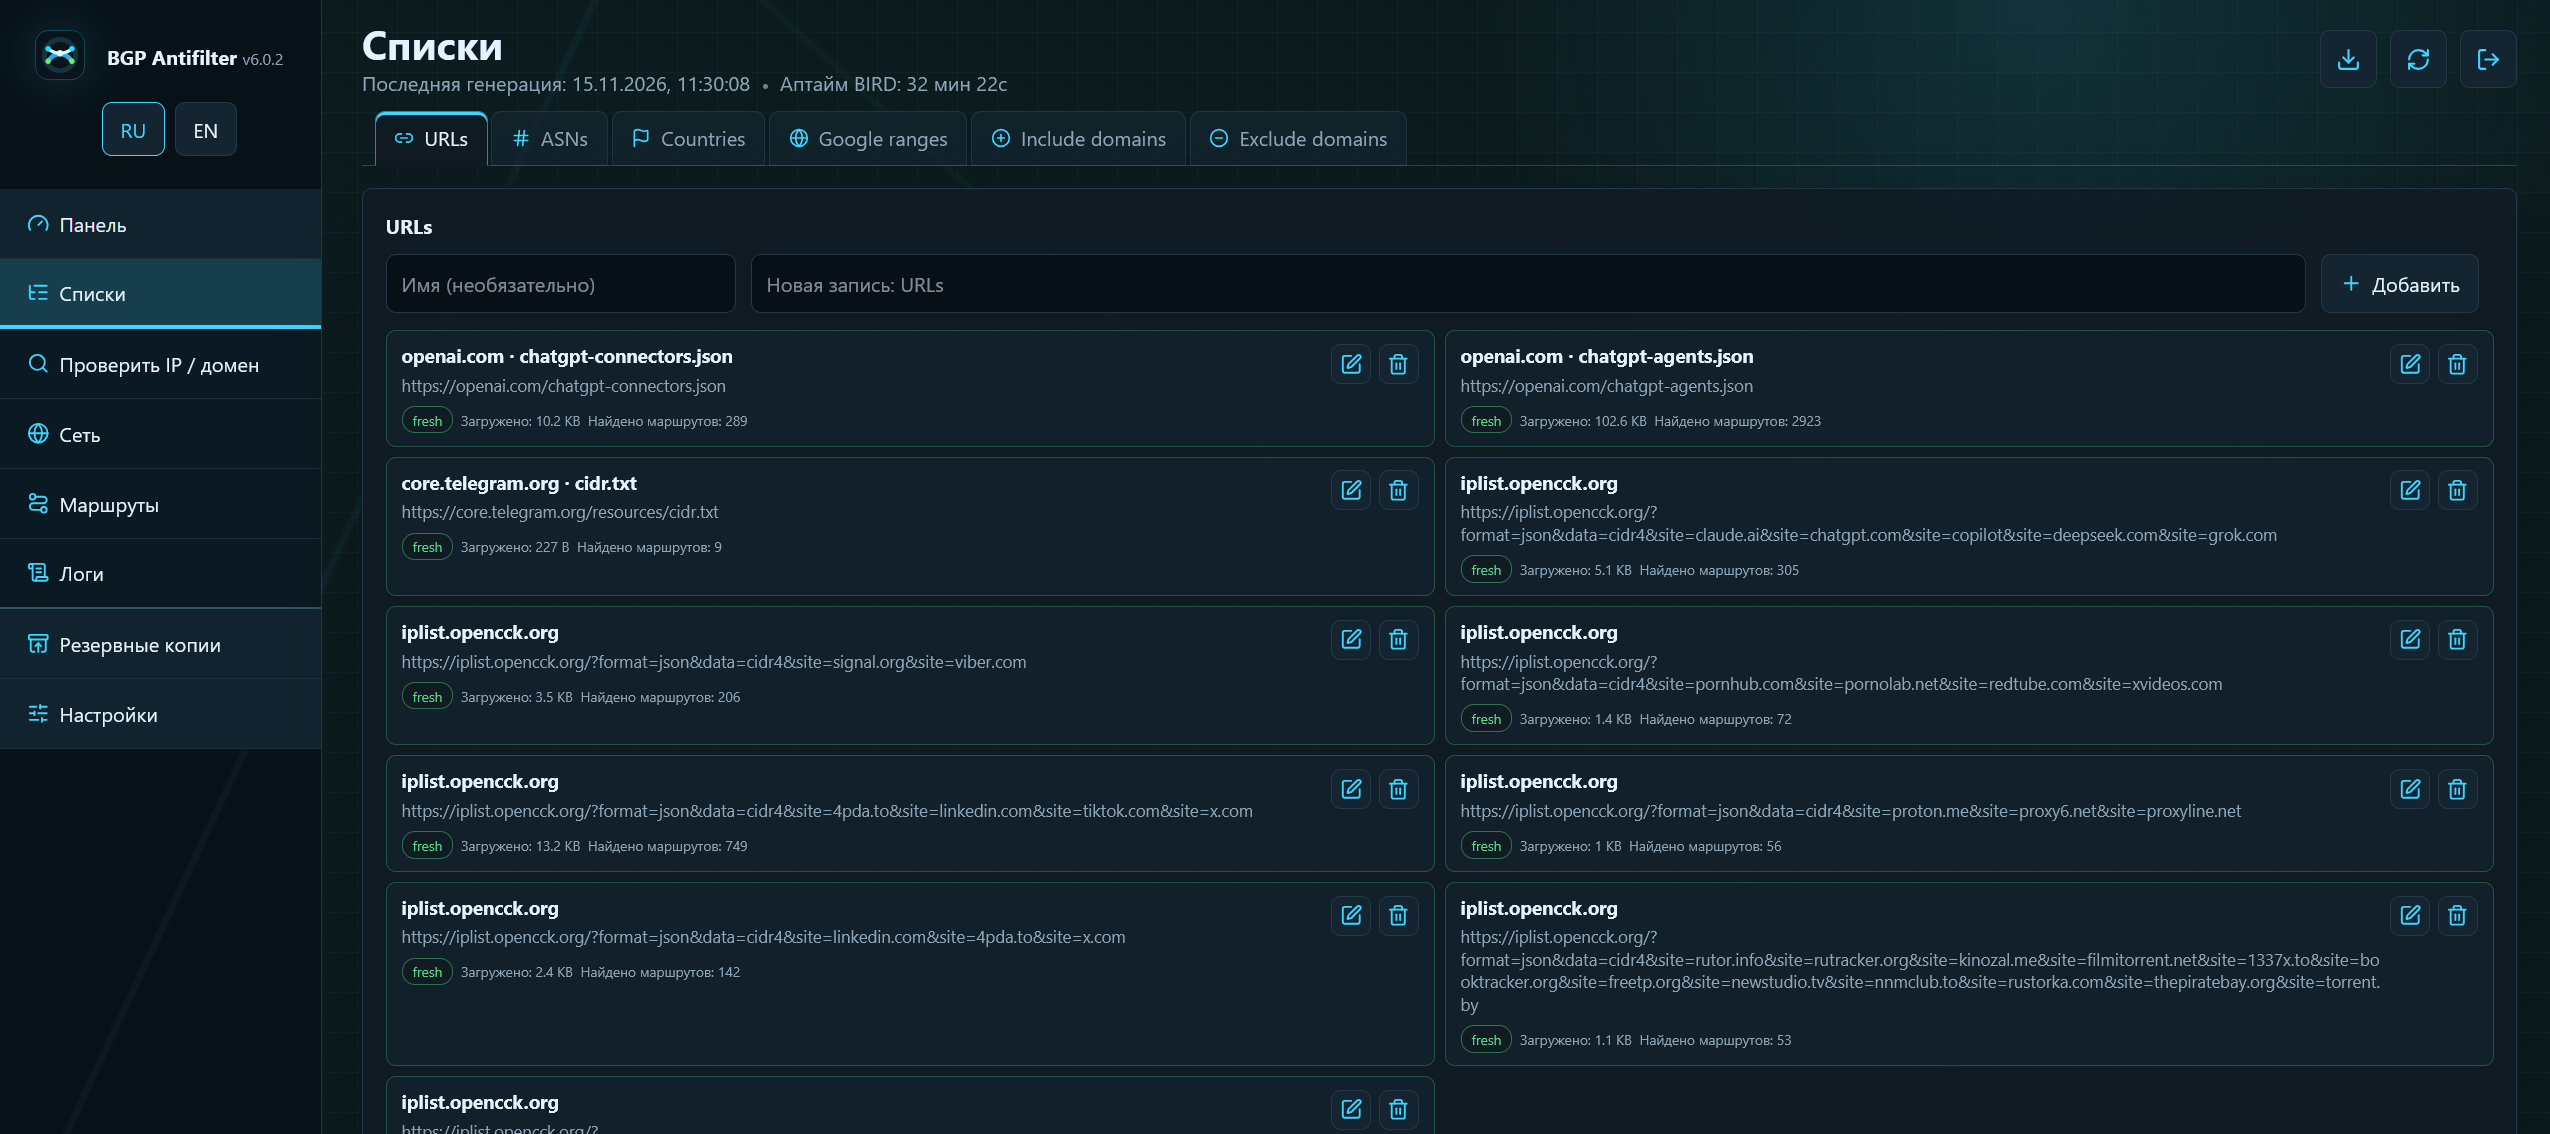 BGP Antifilter v6.0.2
RU
EN
Панель
Списки
Проверить IP / домен
Сеть
Маршруты
Логи
Резервные копии
Настройки
Списки
Последняя генерация: 15.11.2026, 11:30:08 • Аптайм BIRD: 32 мин 22с
URLs
ASNs
Countries
Google ranges
Include domains
Exclude domains
URLs
Имя (необязательно)
Новая запись: URLs
Добавить
openai.com · chatgpt-connectors.json
https://openai.com/chatgpt-connectors.json
fresh Загружено: 10.2 KB Найдено маршрутов: 289
openai.com · chatgpt-agents.json
https://openai.com/chatgpt-agents.json
fresh Загружено: 102.6 KB Найдено маршрутов: 2923
core.telegram.org · cidr.txt
https://core.telegram.org/resources/cidr.txt
fresh Загружено: 227 B Найдено маршрутов: 9
iplist.opencck.org
https://iplist.opencck.org/?
format=json&data=cidr4&site=claude.ai&site=chatgpt.com&site=copilot&site=deepseek.com&site=grok.com
fresh Загружено: 5.1 KB Найдено маршрутов: 305
iplist.opencck.org
https://iplist.opencck.org/?format=json&data=cidr4&site=signal.org&site=viber.com
fresh Загружено: 3.5 KB Найдено маршрутов: 206
iplist.opencck.org
https://iplist.opencck.org/?
format=json&data=cidr4&site=pornhub.com&site=pornolab.net&site=redtube.com&site=xvideos.com
fresh Загружено: 1.4 KB Найдено маршрутов: 72
iplist.opencck.org
https://iplist.opencck.org/?format=json&data=cidr4&site=4pda.to&site=linkedin.com&site=tiktok.com&site=x.com
fresh Загружено: 13.2 KB Найдено маршрутов: 749
iplist.opencck.org
https://iplist.opencck.org/?format=json&data=cidr4&site=proton.me&site=proxy6.net&site=proxyline.net
fresh Загружено: 1 KB Найдено маршрутов: 56
iplist.opencck.org
https://iplist.opencck.org/?format=json&data=cidr4&site=linkedin.com&site=4pda.to&site=x.com
fresh Загружено: 2.4 KB Найдено маршрутов: 142
iplist.opencck.org
https://iplist.opencck.org/?
format=json&data=cidr4&site=rutor.info&site=rutracker.org&site=kinozal.me&site=filmitorrent.net&site=1337x.to&site=bo
oktracker.org&site=freetp.org&site=newstudio.tv&site=nnmclub.to&site=rustorka.com&site=thepiratebay.org&site=torrent.
by
fresh Загружено: 1.1 KB Найдено маршрутов: 53
iplist.opencck.org
https://iplist.opencck.org/?